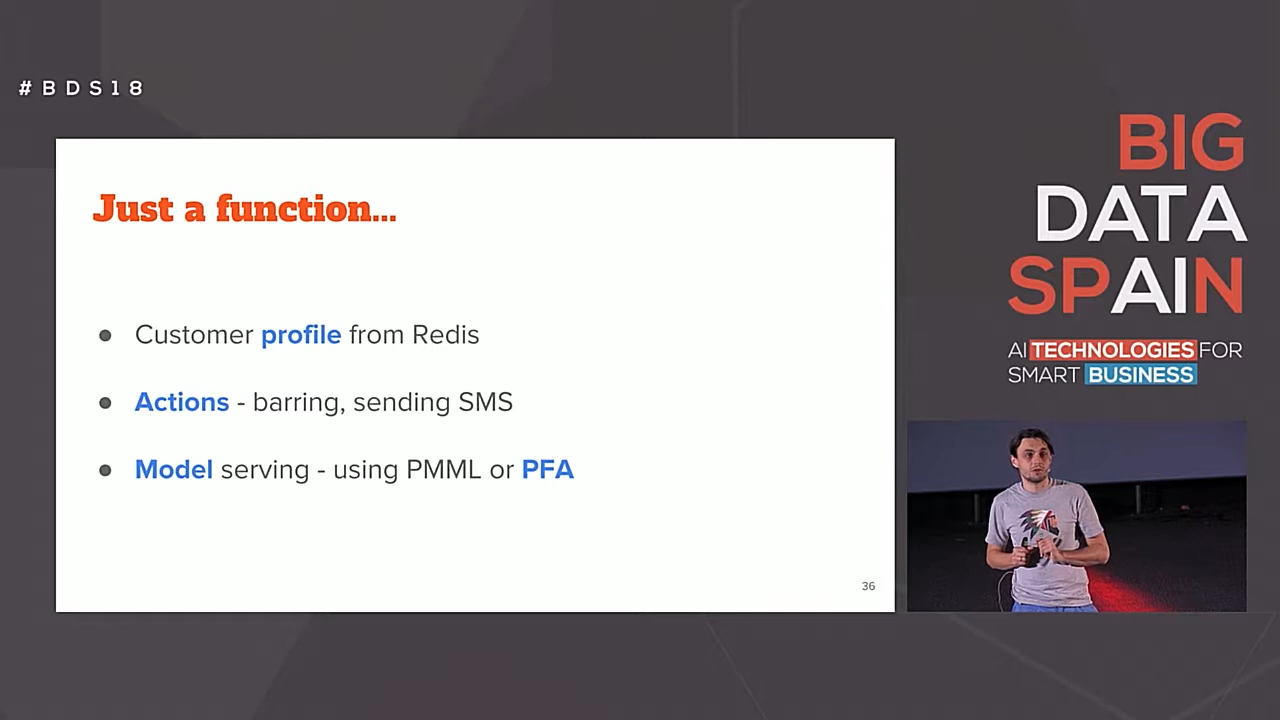 #BDS18
Just a function...
● Customer profile from Redis
● Actions - barring, sending SMS
● Model serving - using PMML or PFA
36
BIG
DATA
SPAIN
AI TECHNOLOGIES FOR
SMART BUSINESS